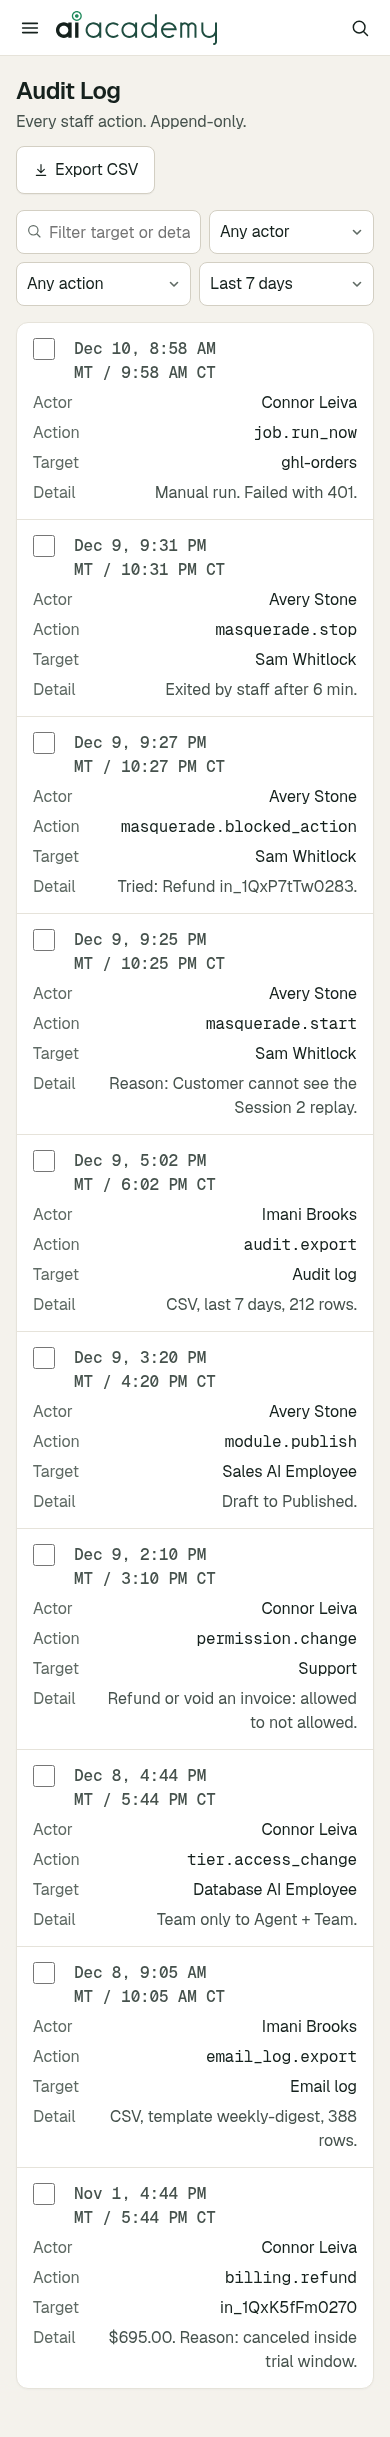 ai academy
Audit Log
Every staff action. Append-only.
Export CSV
Filter target or deta
Any actor
Any action
Last 7 days
Dec 10, 8:58 AM
MT / 9:58 AM CT
Actor Connor Leiva
Action job.run_now
Target ghl-orders
Detail Manual run. Failed with 401.
Dec 9, 9:31 PM
MT / 10:31 PM CT
Actor Avery Stone
Action masquerade.stop
Target Sam Whitlock
Detail Exited by staff after 6 min.
Dec 9, 9:27 PM
MT / 10:27 PM CT
Actor Avery Stone
Action masquerade.blocked_action
Target Sam Whitlock
Detail Tried: Refund in_1QxP7tTw0283.
Dec 9, 9:25 PM
MT / 10:25 PM CT
Actor Avery Stone
Action masquerade.start
Target Sam Whitlock
Detail Reason: Customer cannot see the
Session 2 replay.
Dec 9, 5:02 PM
MT / 6:02 PM CT
Actor Imani Brooks
Action audit.export
Target Audit log
Detail CSV, last 7 days, 212 rows.
Dec 9, 3:20 PM
MT / 4:20 PM CT
Actor Avery Stone
Action module.publish
Target Sales AI Employee
Detail Draft to Published.
Dec 9, 2:10 PM
MT / 3:10 PM CT
Actor Connor Leiva
Action permission.change
Target Support
Detail Refund or void an invoice: allowed
to not allowed.
Dec 8, 4:44 PM
MT / 5:44 PM CT
Actor Connor Leiva
Action tier.access_change
Target Database AI Employee
Detail Team only to Agent + Team.
Dec 8, 9:05 AM
MT / 10:05 AM CT
Actor Imani Brooks
Action email_log.export
Target Email log
Detail CSV, template weekly-digest, 388
rows.
Nov 1, 4:44 PM
MT / 5:44 PM CT
Actor Connor Leiva
Action billing.refund
Target in_1QxK5fFm0270
Detail $695.00. Reason: canceled inside
trial window.